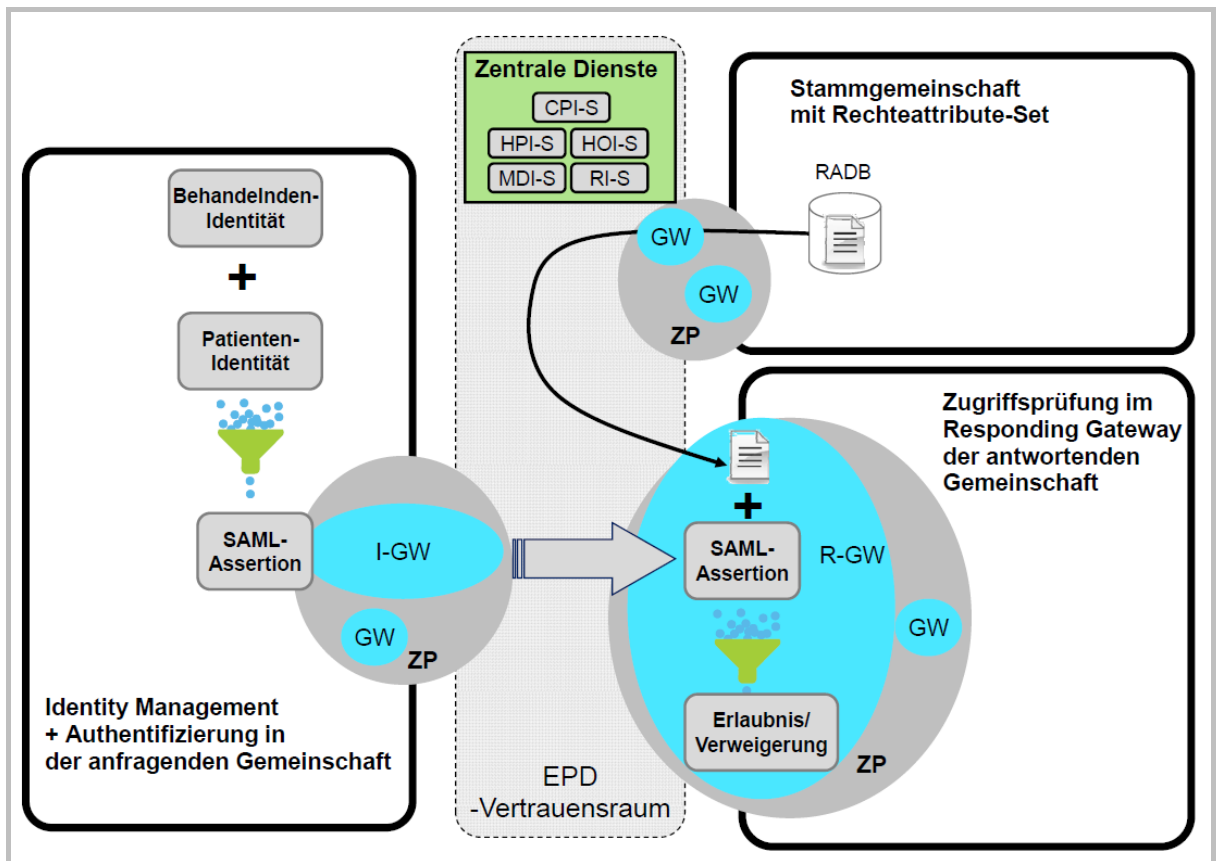 Zentrale Dienste
CPI-S
HPI-S
HOI-S
MDI-S
RI-S
Stammgemeinschaft
mit Rechteattribute-Set
RADB
GW
GW
ZP
Behandelnden-
Identität
+
Patienten-
Identität
SAML-
Assertion
I-GW
GW
ZP
Identity Management
+ Authentifizierung in
der anfragenden Gemeinschaft
EPD
-Vertrauensraum
Zugriffsprüfung im
Responding Gateway
der antwortenden
Gemeinschaft
+
SAML-
Assertion
R-GW
GW
Erlaubnis/
Verweigerung
ZP